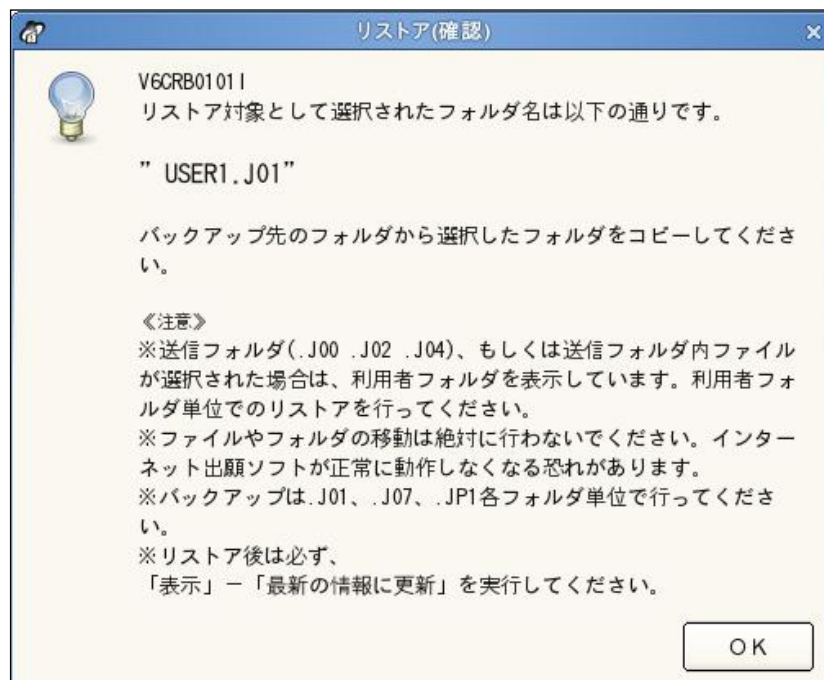 リストア(確認)
V6CRB0101I
リストア対象として選択されたフォルダ名は以下の通りです。
” USER1.J01”
バックアップ先のフォルダから選択したフォルダをコピーしてくださ
い。
≪注意≫
※送信フォルダ(.J00 .J02 .J04)、もしくは送信フォルダ内ファイル
が選択された場合は、利用者フォルダを表示しています。利用者フォ
ルダ単位でのリストアを行ってください。
※ファイルやフォルダの移動は絶対に行わないでください。インター
ネット出願ソフトが正常に動作しなくなる恐れがあります。
※バックアップは.J01、.J07、.JP1各フォルダ単位で行ってくださ
い。
※リストア後は必ず、
「表示」－「最新の情報に更新」を実行してください。
OK